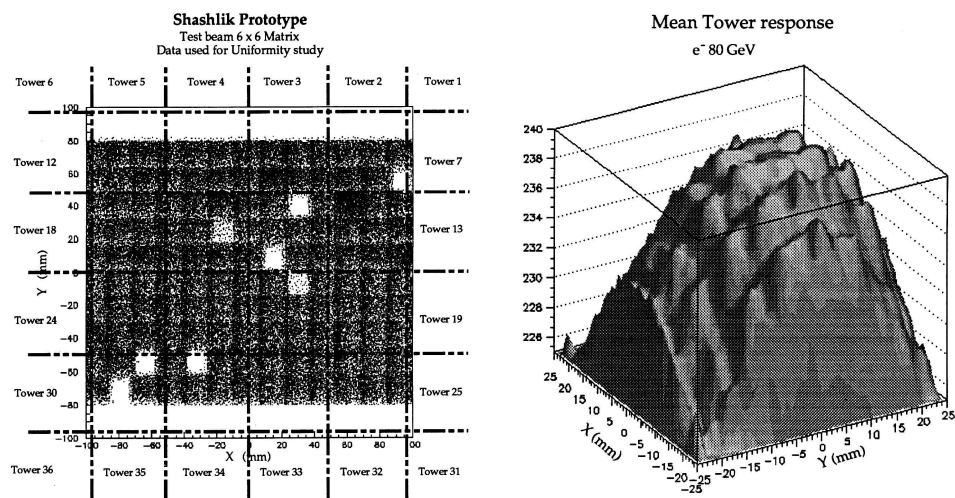 Shashlik Prototype
Test beam 6 x 6 Matrix
Data used for Uniformity study
Tower 6 Tower 5 Tower 4 Tower 3 Tower 2 Tower 1
100
80
Tower 12 Tower 7
60
40
Tower 18 Tower 13
20
0
Y (mm)
−20
Tower 24 Tower 19
−40
−60
Tower 30 Tower 25
−80
−100
−100 −80 −60 −40 −20 0 20 40 60 80 00
X (mm)
Tower 36 Tower 35 Tower 34 Tower 33 Tower 32 Tower 31
Mean Tower response
e⁻ 80 GeV
240
238
236
234
232
230
228
226
25 20 15 10 5 0 −5 −10 −15 −20 −25
X (mm)
−25 −20 −15 −10 −5 0 5 10 15 20 25
Y (mm)